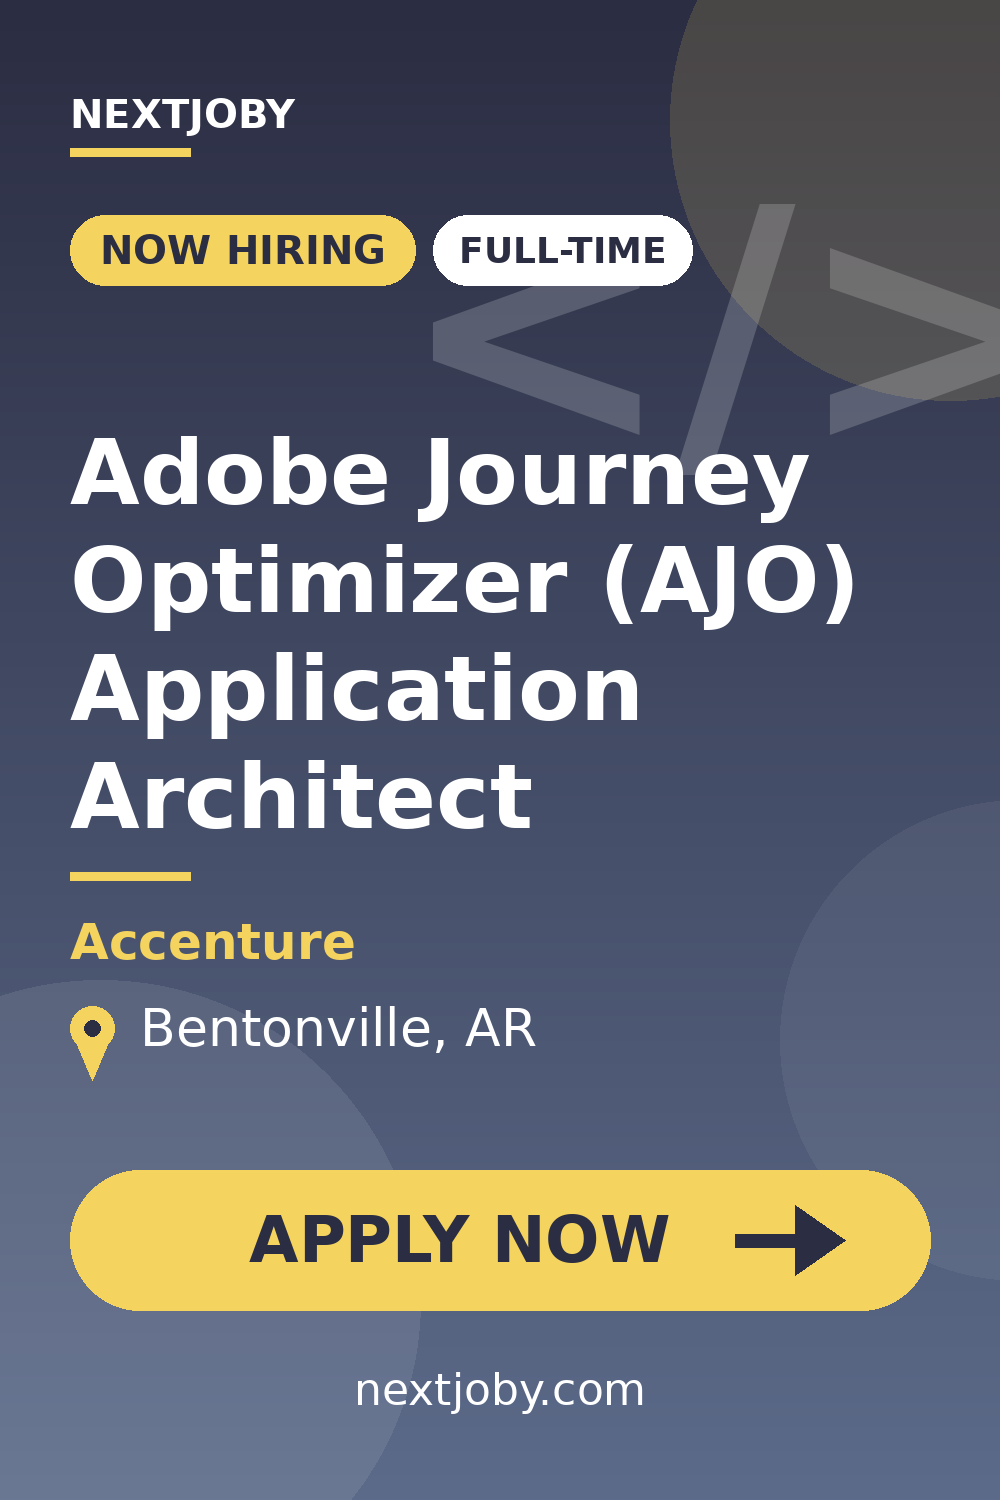 NEXTJOBY
NOW HIRING FULL-TIME
</>
Adobe Journey
Optimizer (AJO)
Application
Architect
Accenture
Bentonville, AR
APPLY NOW
nextjoby.com